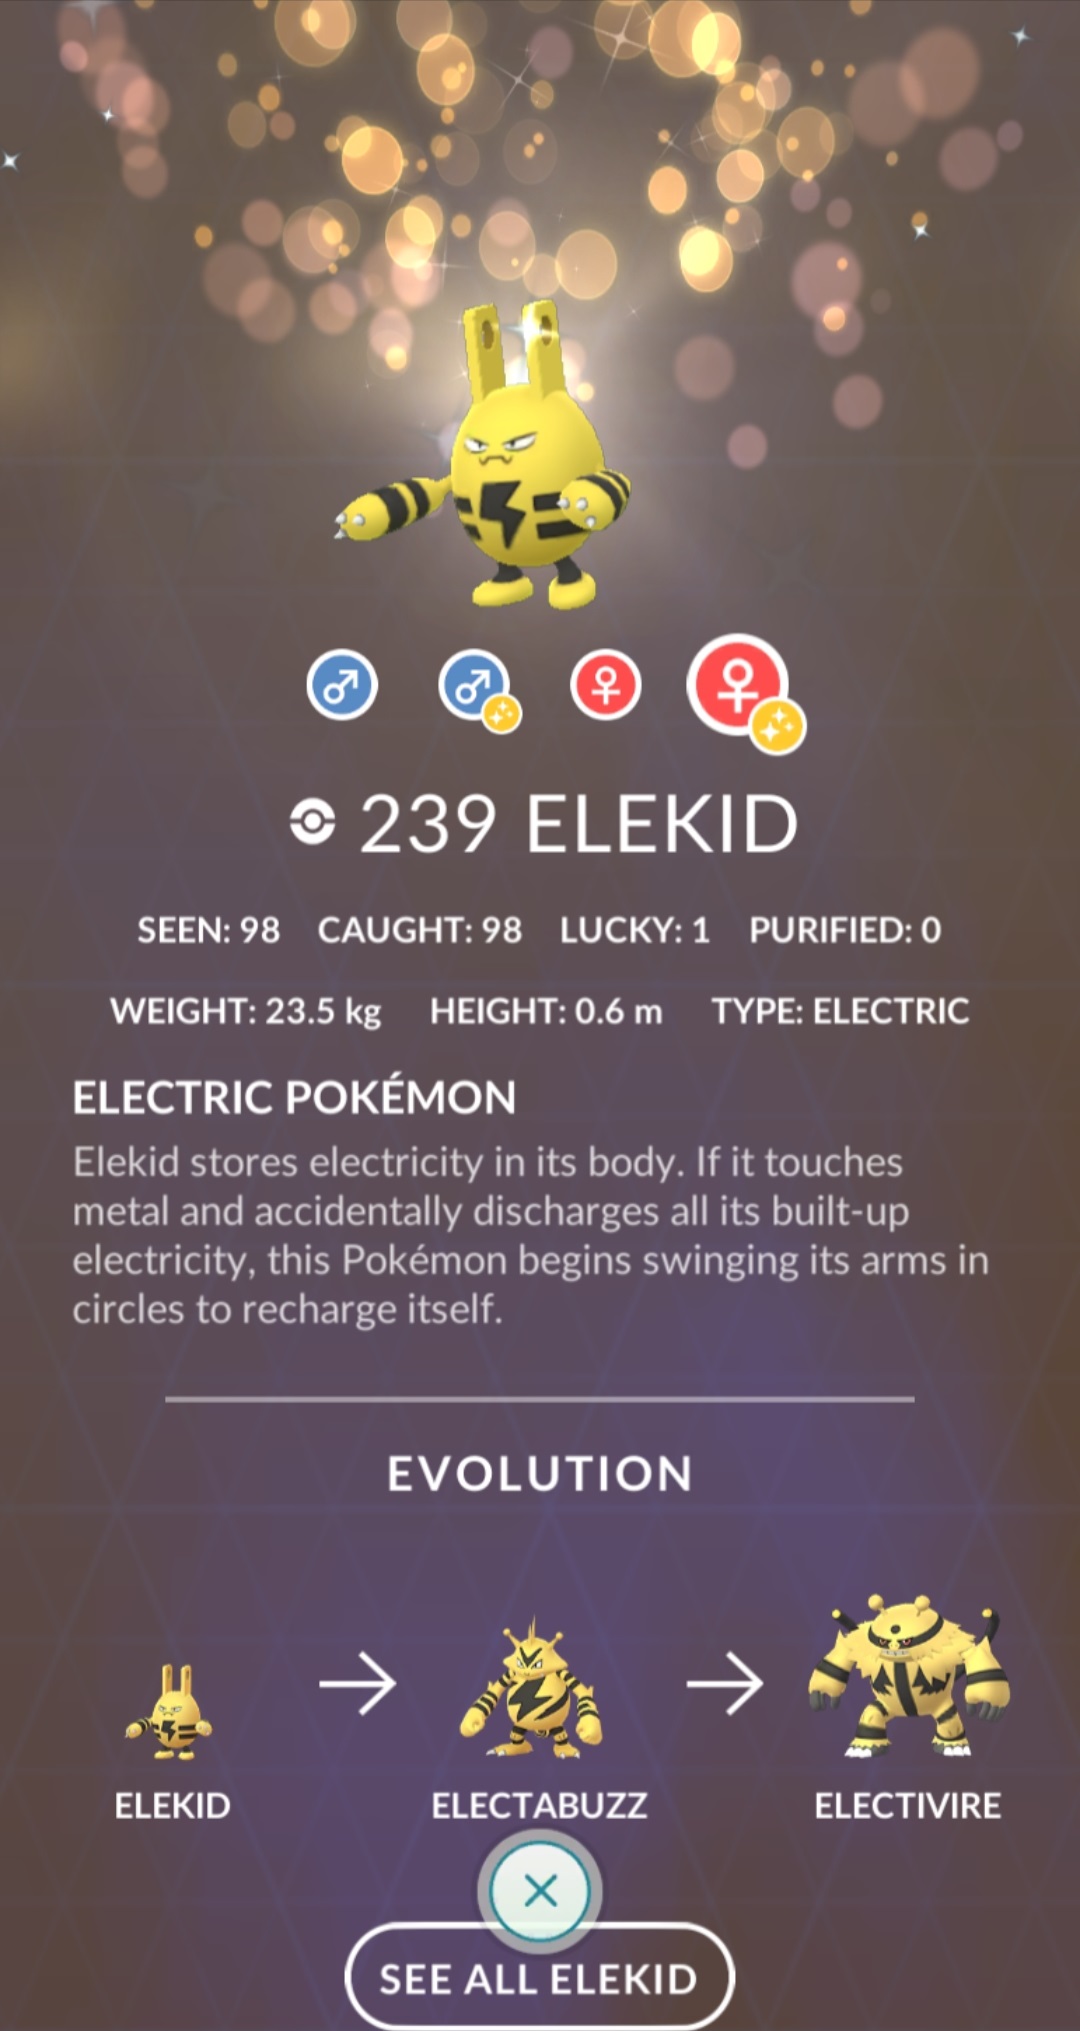 239 ELEKID
SEEN: 98 CAUGHT: 98 LUCKY: 1 PURIFIED: 0
WEIGHT: 23.5 kg HEIGHT: 0.6 m TYPE: ELECTRIC
ELECTRIC POKÉMON
Elekid stores electricity in its body. If it touches
metal and accidentally discharges all its built-up
electricity, this Pokémon begins swinging its arms in
circles to recharge itself.
EVOLUTION
ELEKID ELECTABUZZ ELECTIVIRE
SEE ALL ELEKID